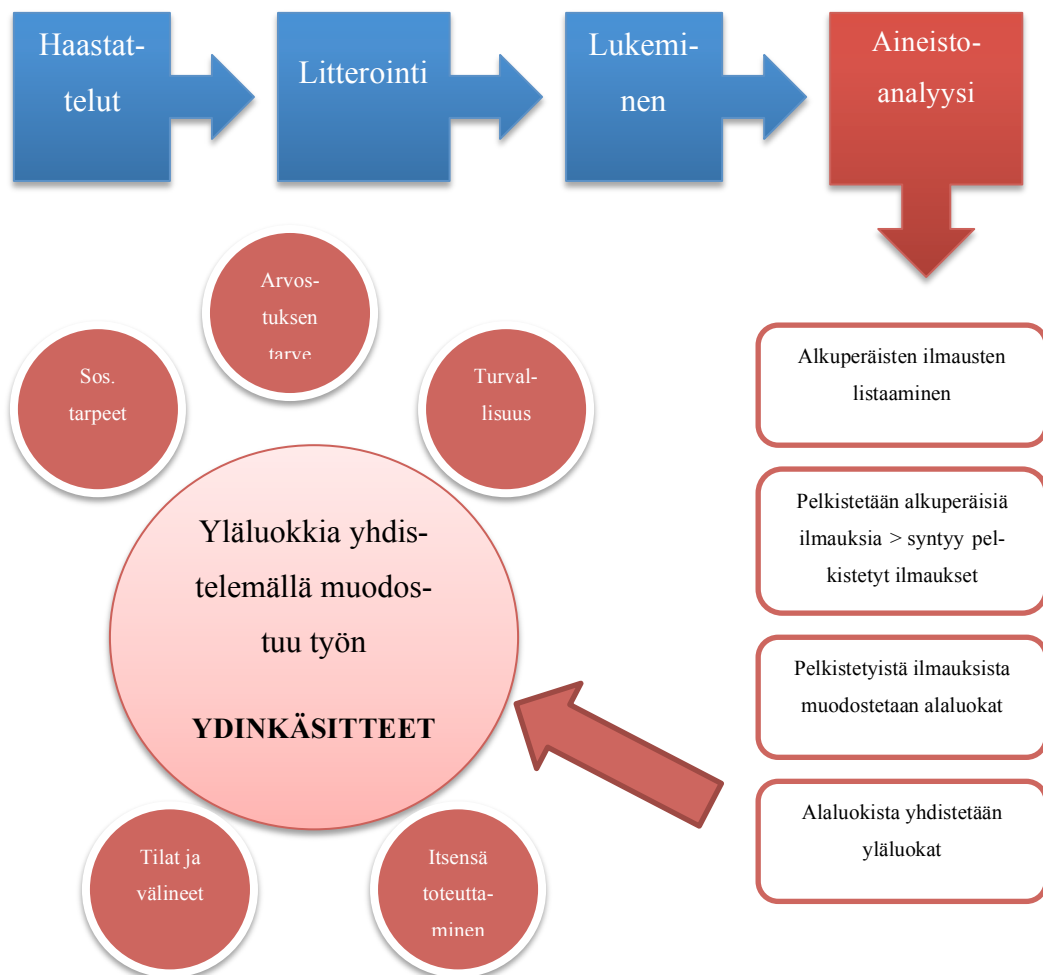 Haastat-
telut
Litterointi
Lukemi-
nen
Aineisto-
analyysi
Arvos-
tuksen
tarve
Sos.
tarpeet
Turval-
lisuus
Yläluokkia yhdis-
telemällä muodos-
tuu työn
YDINKÄSITTEET
Tilat ja
välineet
Itsensä
toteutta-
minen
Alkuperäisten ilmausten
listaaminen
Pelkistetään alkuperäisiä
ilmauksia > syntyy pel-
kistetyt ilmaukset
Pelkistetyistä ilmauksista
muodostetaan alaluokat
Alaluokista yhdistetään
yläluokat